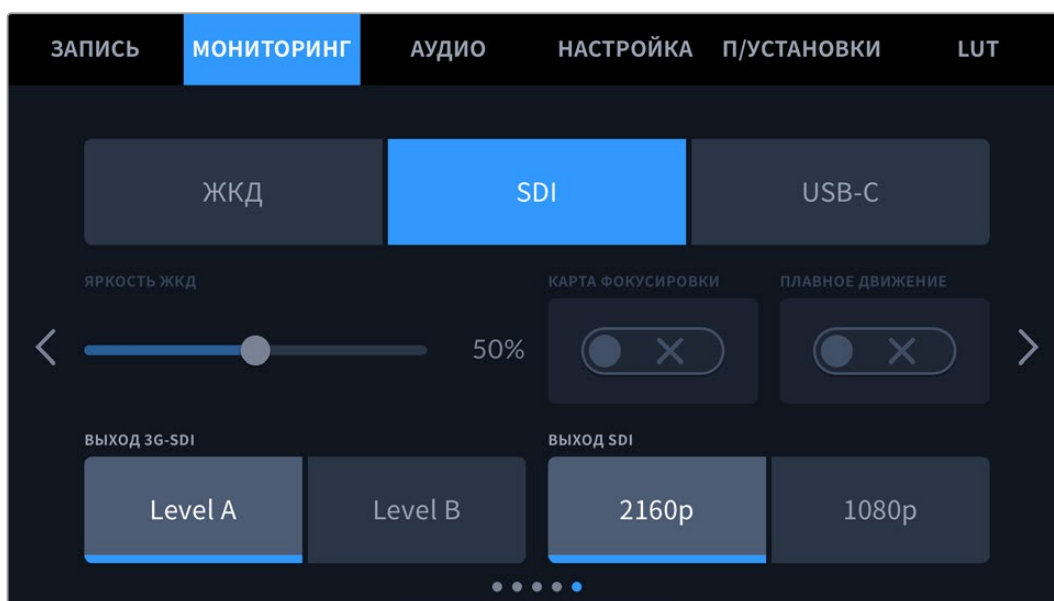 ЗАПИСЬ МОНИТОРИНГ АУДИО НАСТРОЙКА П/УСТАНОВКИ LUT
ЖКД SDI USB-C
ЯРКОСТЬ ЖКД КАРТА ФОКУСИРОВКИ ПЛАВНОЕ ДВИЖЕНИЕ
50%
ВЫХОД 3G-SDI ВЫХОД SDI
Level A Level B 2160p 1080p